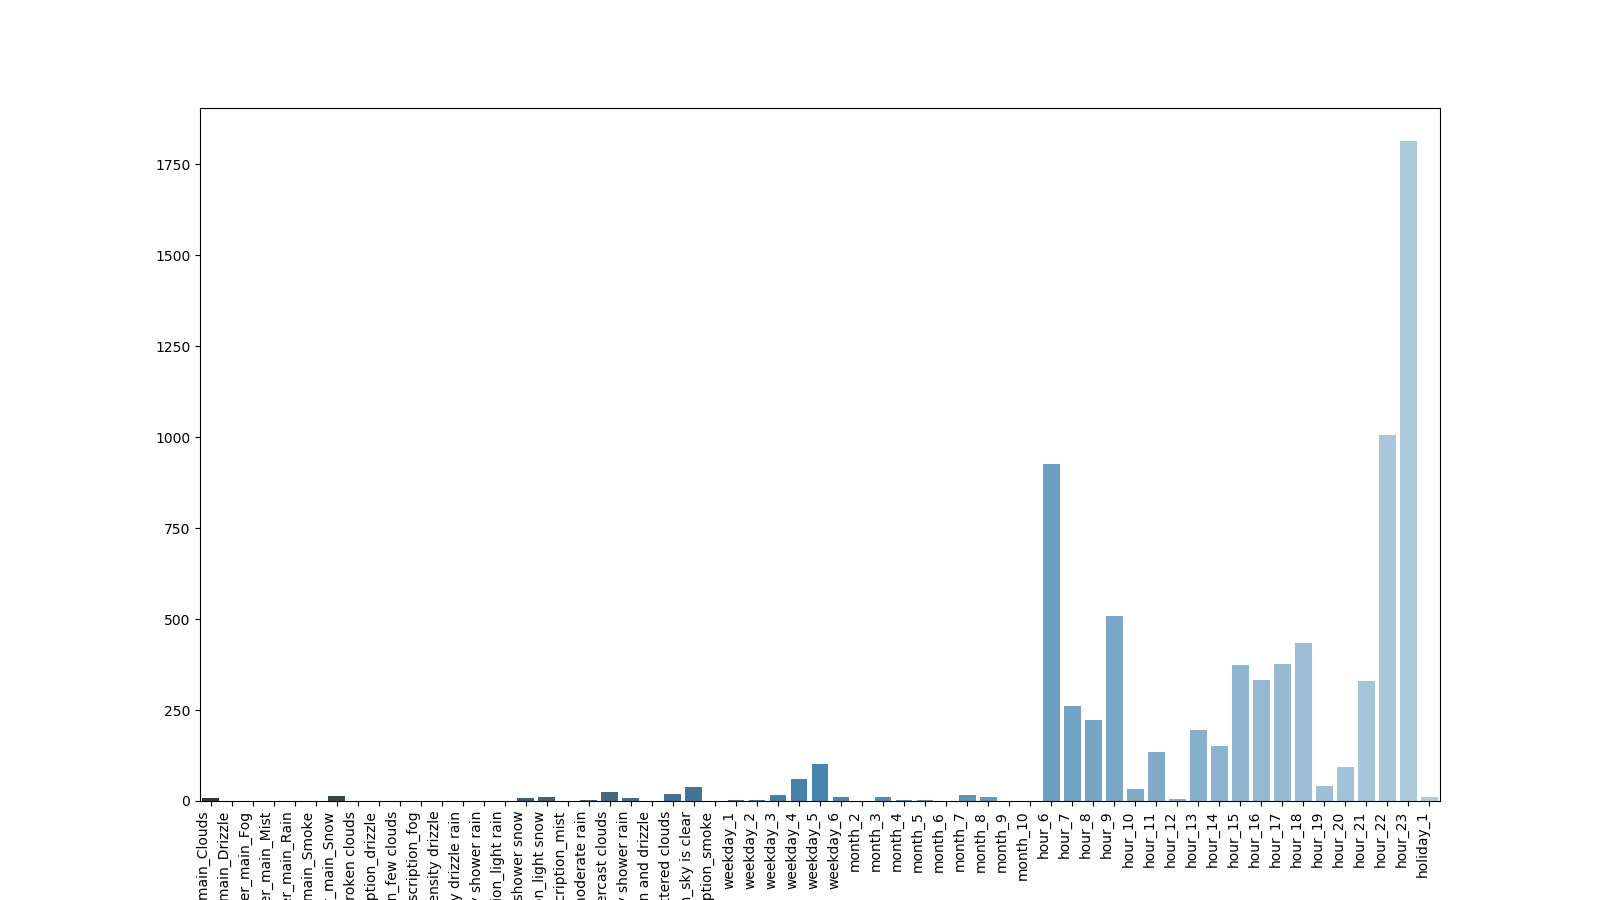 1750
1500
1250
1000
750
500
250
0
main_Clouds
main_Drizzle
er_main_Fog
er_main_Mist
er_main_Rain
main_Smoke
_main_Snow
roken clouds
ption_drizzle
n_few clouds
scription_fog
ensity drizzle
y drizzle rain
shower rain
ion_light rain
shower snow
on_light snow
cription_mist
moderate rain
ercast clouds
y shower rain
n and drizzle
ttered clouds
n_sky is clear
ption_smoke
weekday_1
weekday_2
weekday_3
weekday_4
weekday_5
weekday_6
month_2
month_3
month_4
month_5
month_6
month_7
month_8
month_9
month_10
hour_6
hour_7
hour_8
hour_9
hour_10
hour_11
hour_12
hour_13
hour_14
hour_15
hour_16
hour_17
hour_18
hour_19
hour_20
hour_21
hour_22
hour_23
holiday_1